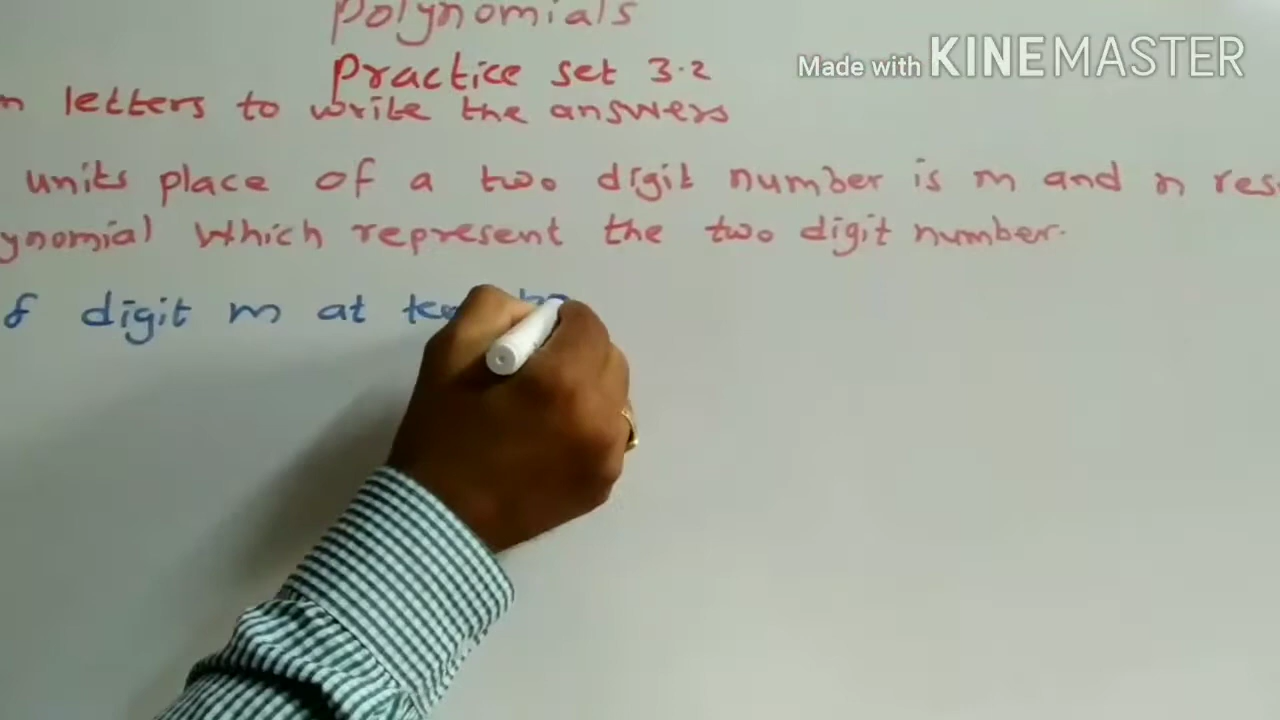 Polynomials
Made with KINEMASTER
Practice set 3.2
n letters to write the answers
units place of a two digit number is m and n res
ynomial which represent the two digit number.
f digit m at